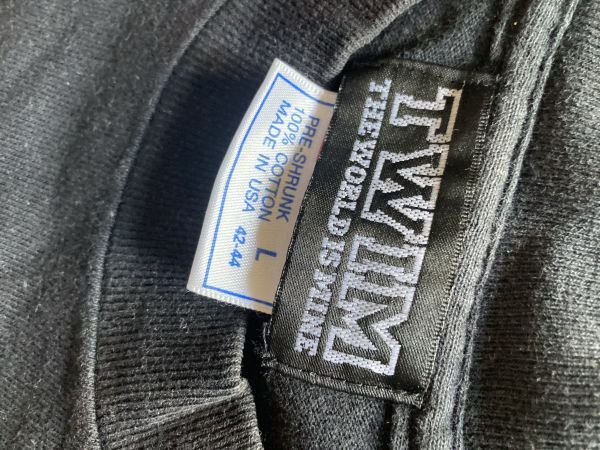 TWIM
THE WORLD IS MINE
PRE-SHRUNK
100% COTTON
MADE IN USA
L
42-44